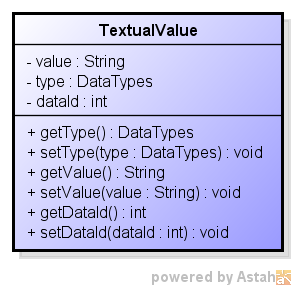 TextualValue
- value : String
- type : DataTypes
- dataId : int
+ getType() : DataTypes
+ setType(type : DataTypes) : void
+ getValue() : String
+ setValue(value : String) : void
+ getDataId() : int
+ setDataId(dataId : int) : void
powered by Astah